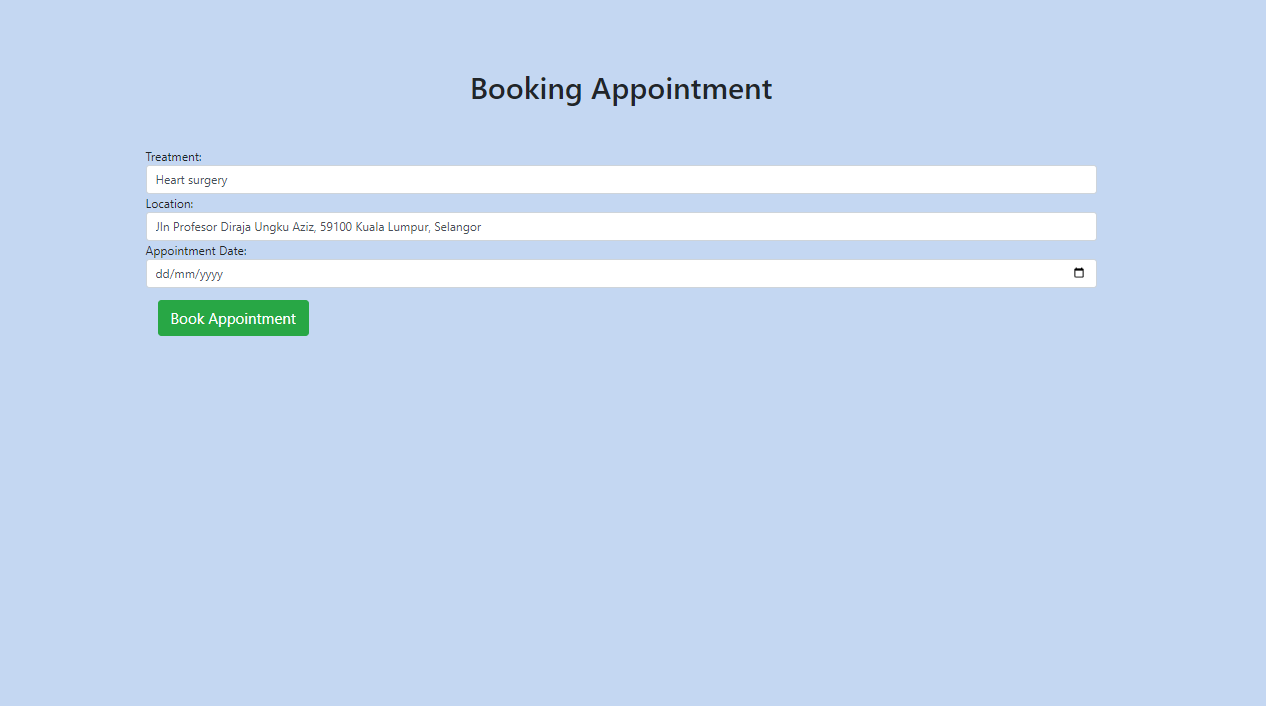 Booking Appointment
Treatment:
Heart surgery
Location:
Jln Profesor Diraja Ungku Aziz, 59100 Kuala Lumpur, Selangor
Appointment Date:
dd/mm/yyyy
Book Appointment